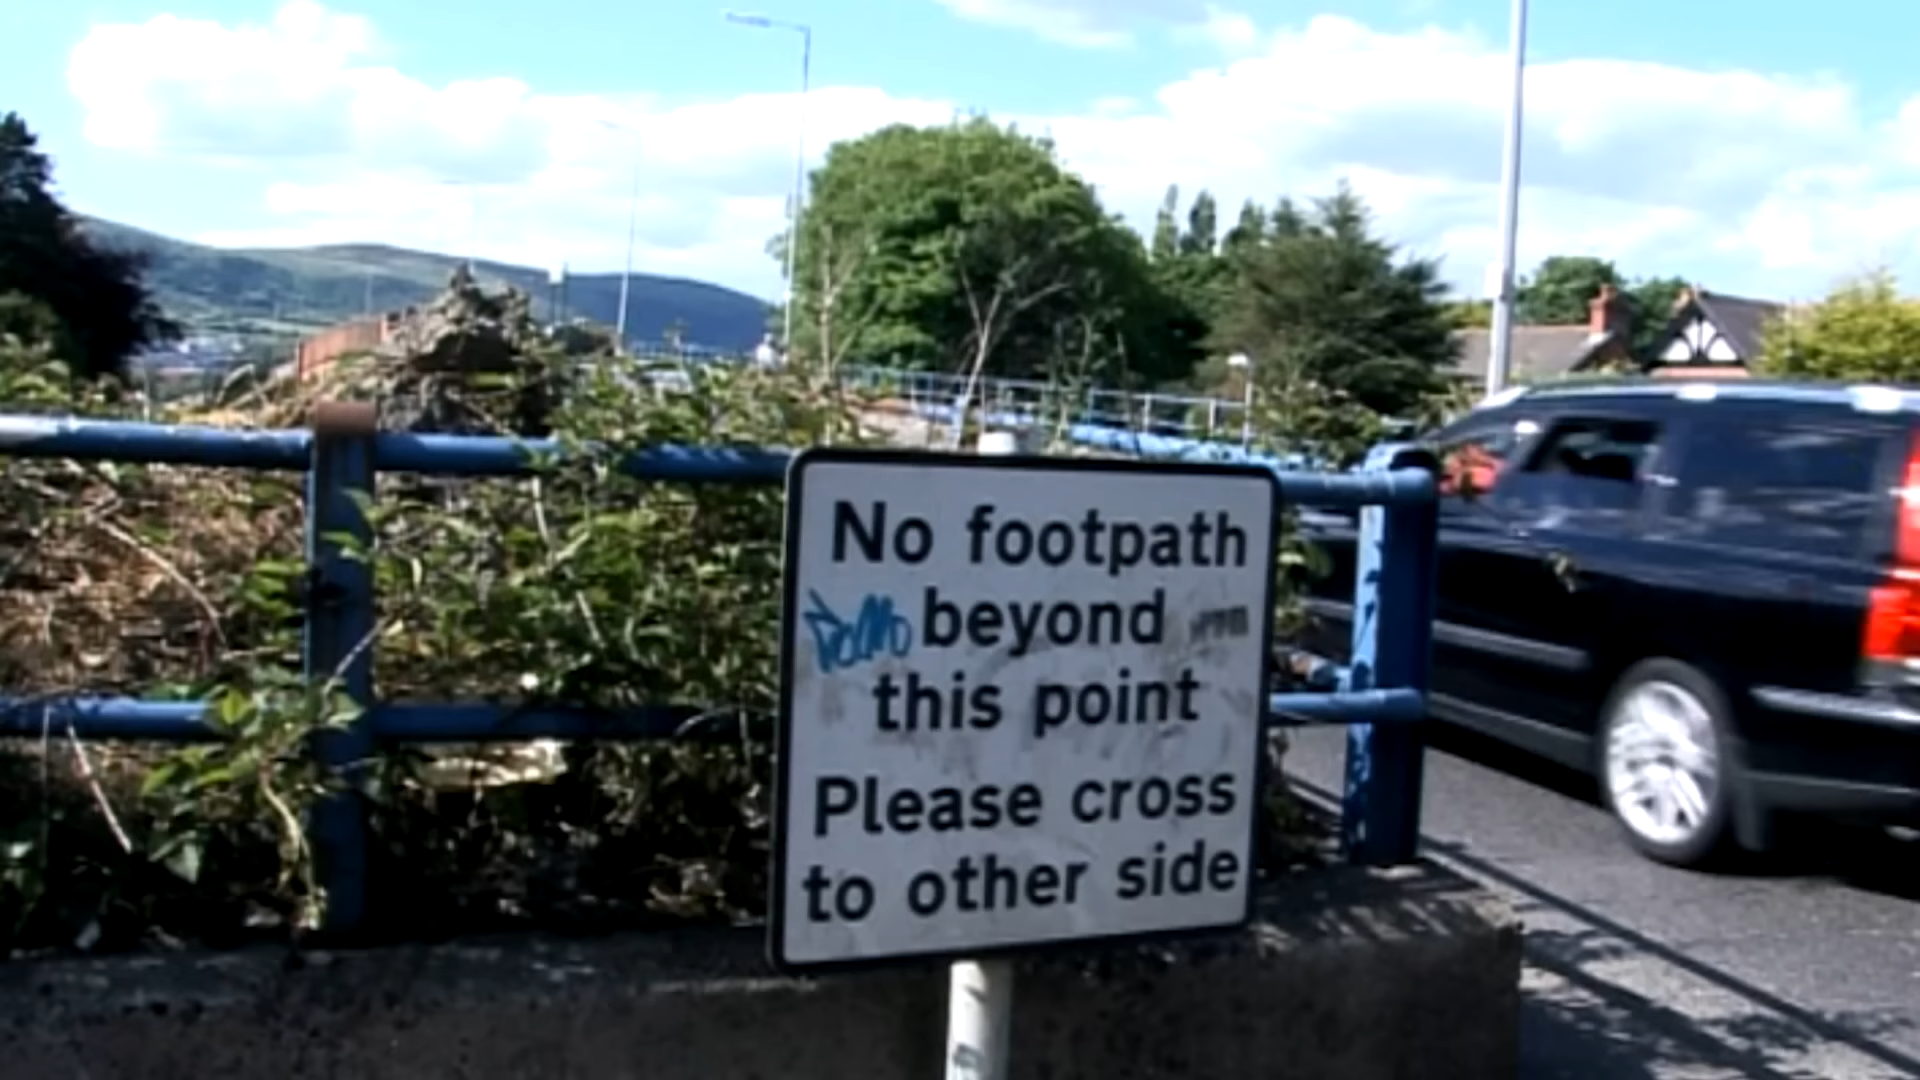 No footpath
beyond
this point
Please cross
to other side